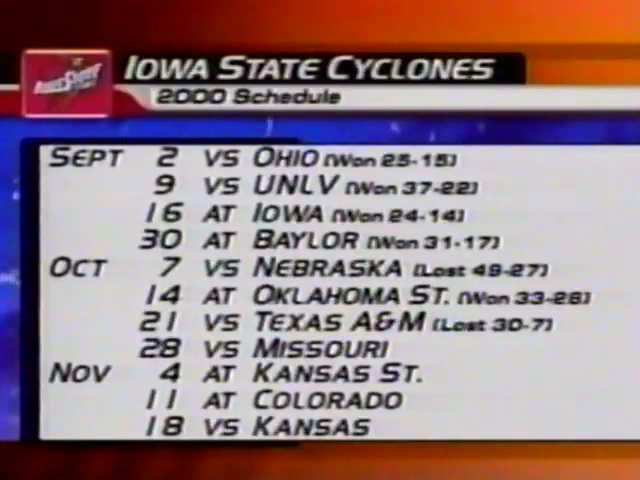 IOWA STATE CYCLONES
2000 Schedule
SEPT 2 VS OHIO (Won 25-15)
9 VS UNLV (Won 37-22)
16 AT IOWA (Won 24-14)
30 AT BAYLOR (Won 31-17)
OCT 7 VS NEBRASKA (Lost 49-27)
14 AT OKLAHOMA ST. (Won 33-26)
21 VS TEXAS A&M (Lost 30-7)
28 VS MISSOURI
NOV 4 AT KANSAS ST.
11 AT COLORADO
18 VS KANSAS